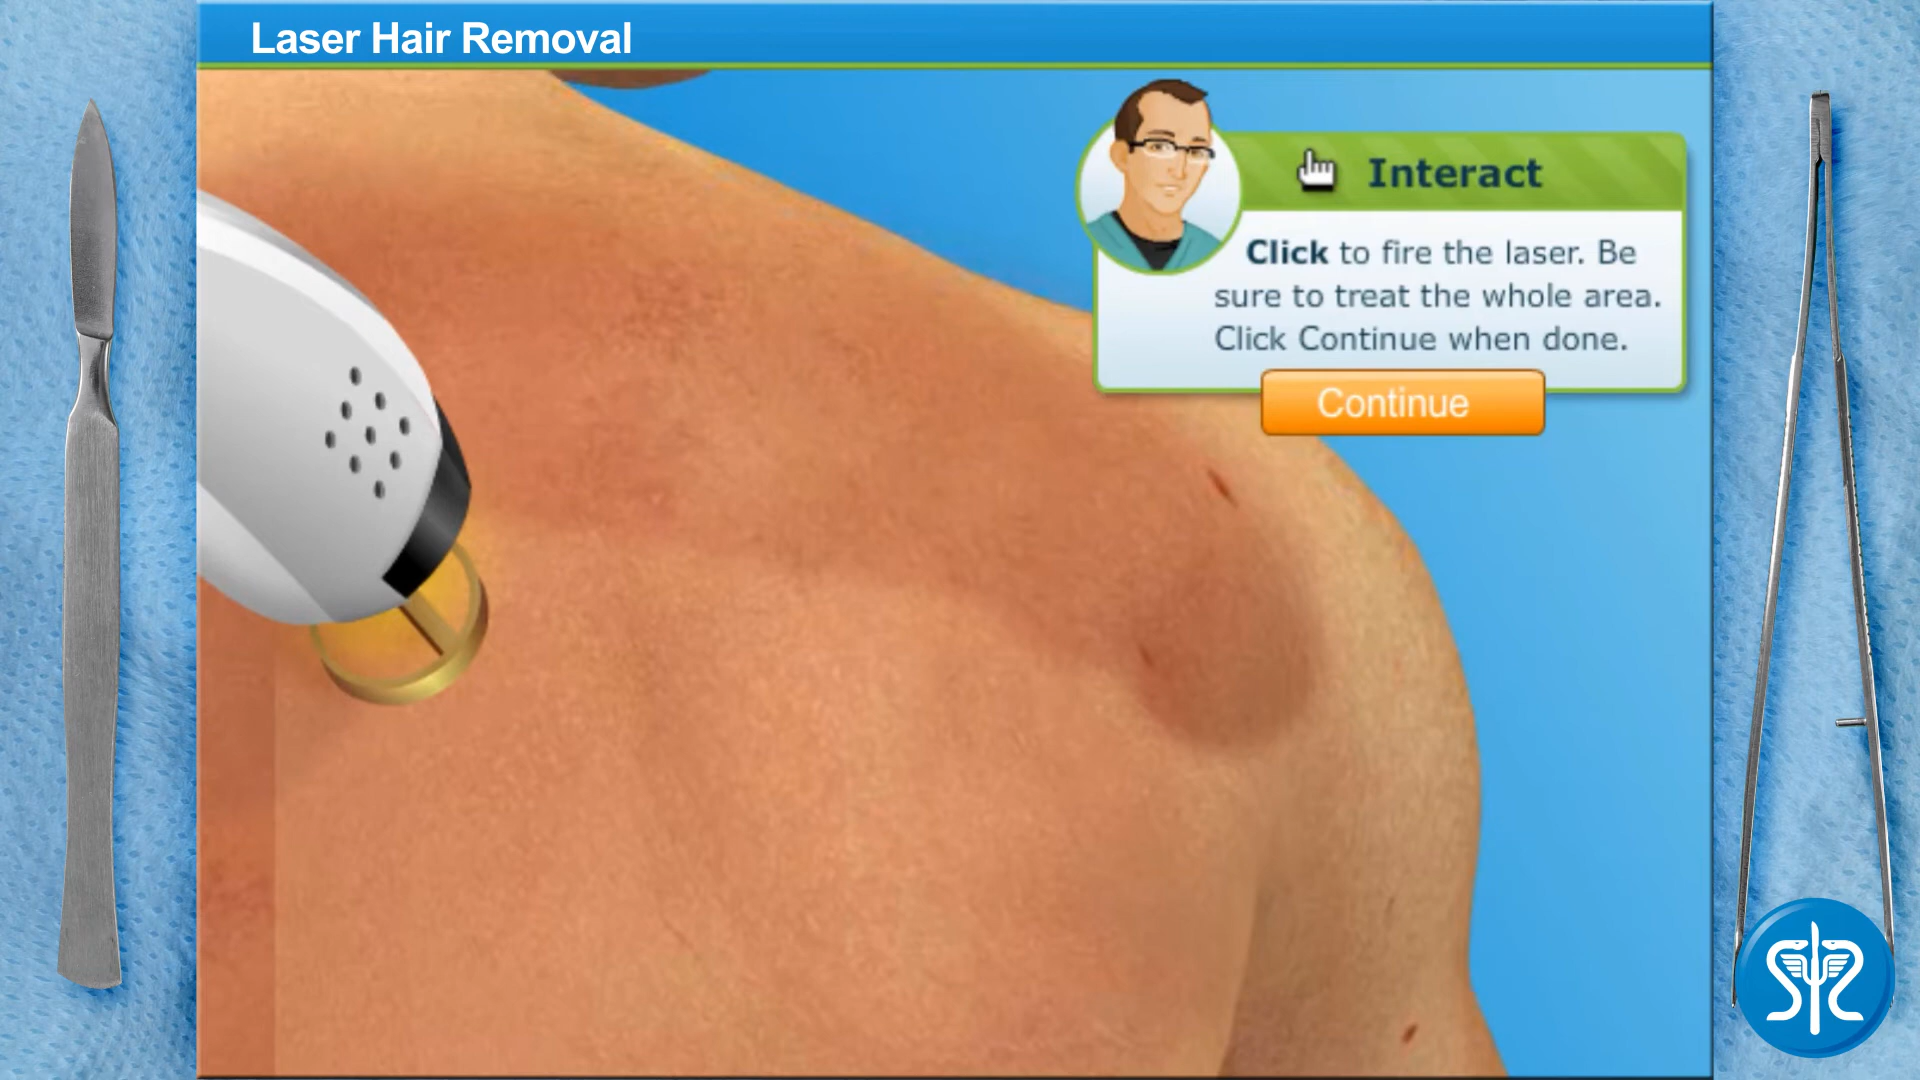 Laser Hair Removal
Interact
Click to fire the laser. Be
sure to treat the whole area.
Click Continue when done.
Continue